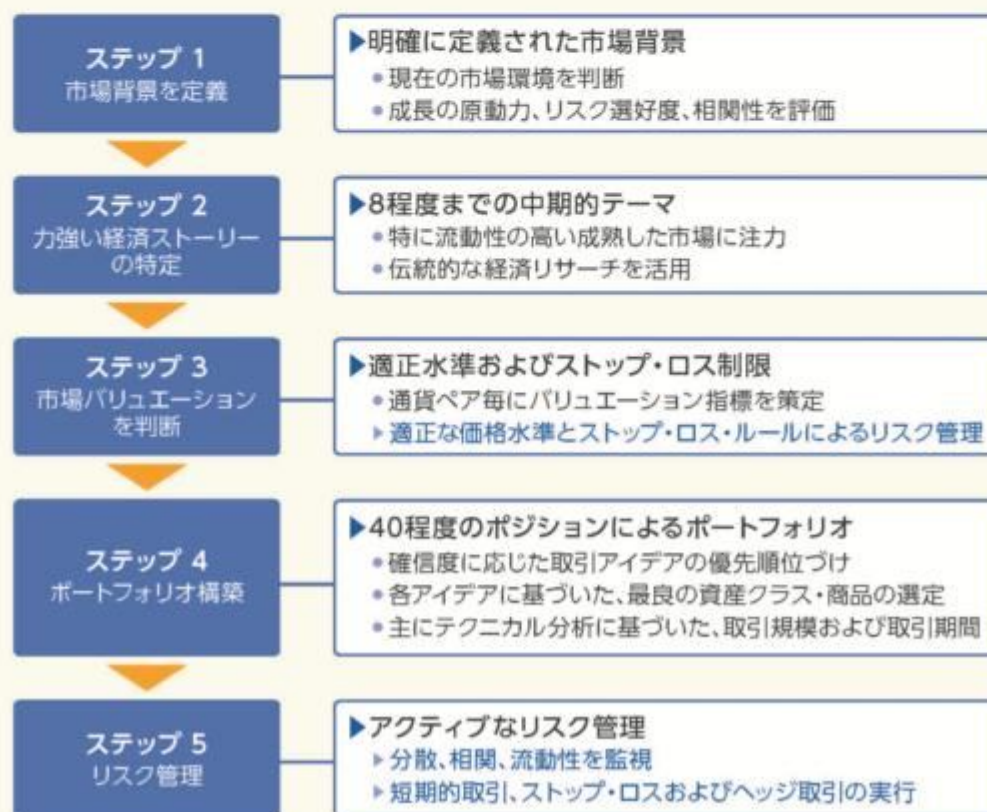 ステップ 1
市場背景を定義
▶明確に定義された市場背景
•現在の市場環境を判断
•成長の原動力、リスク選好度、相関性を評価
ステップ 2
力強い経済ストーリー
の特定
▶8程度までの中期的テーマ
•特に流動性の高い成熟した市場に注力
•伝統的な経済リサーチを活用
ステップ 3
市場バリュエーション
を判断
▶適正水準およびストップ・ロス制限
•通貨ペア毎にバリュエーション指標を策定
▶適正な価格水準とストップ・ロス・ルールによるリスク管理
ステップ 4
ポートフォリオ構築
▶40程度のポジションによるポートフォリオ
•確信度に応じた取引アイデアの優先順位づけ
•各アイデアに基づいた、最良の資産クラス・商品の選定
•主にテクニカル分析に基づいた、取引規模および取引期間
ステップ 5
リスク管理
▶アクティブなリスク管理
▶分散、相関、流動性を監視
▶短期的取引、ストップ・ロスおよびヘッジ取引の実行